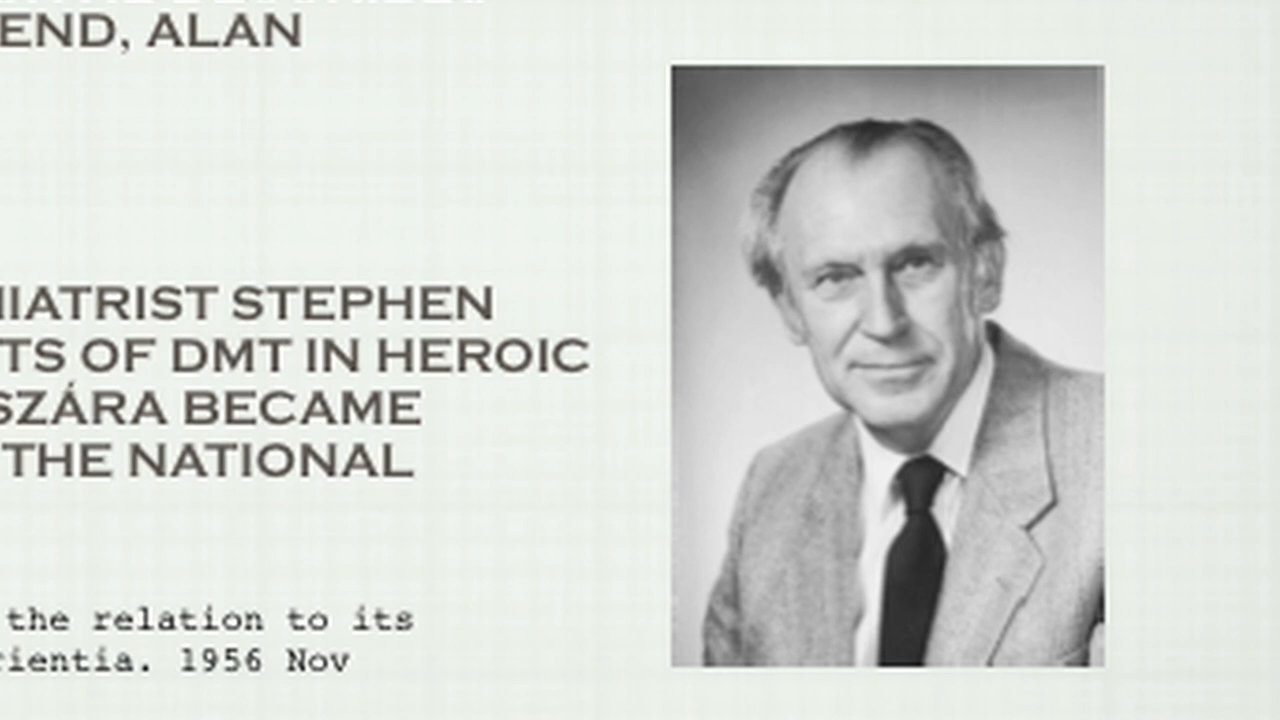 END, ALAN
HIATRIST STEPHEN
TS OF DMT IN HEROIC
SZÁRA BECAME
THE NATIONAL
the relation to its
rientia. 1956 Nov